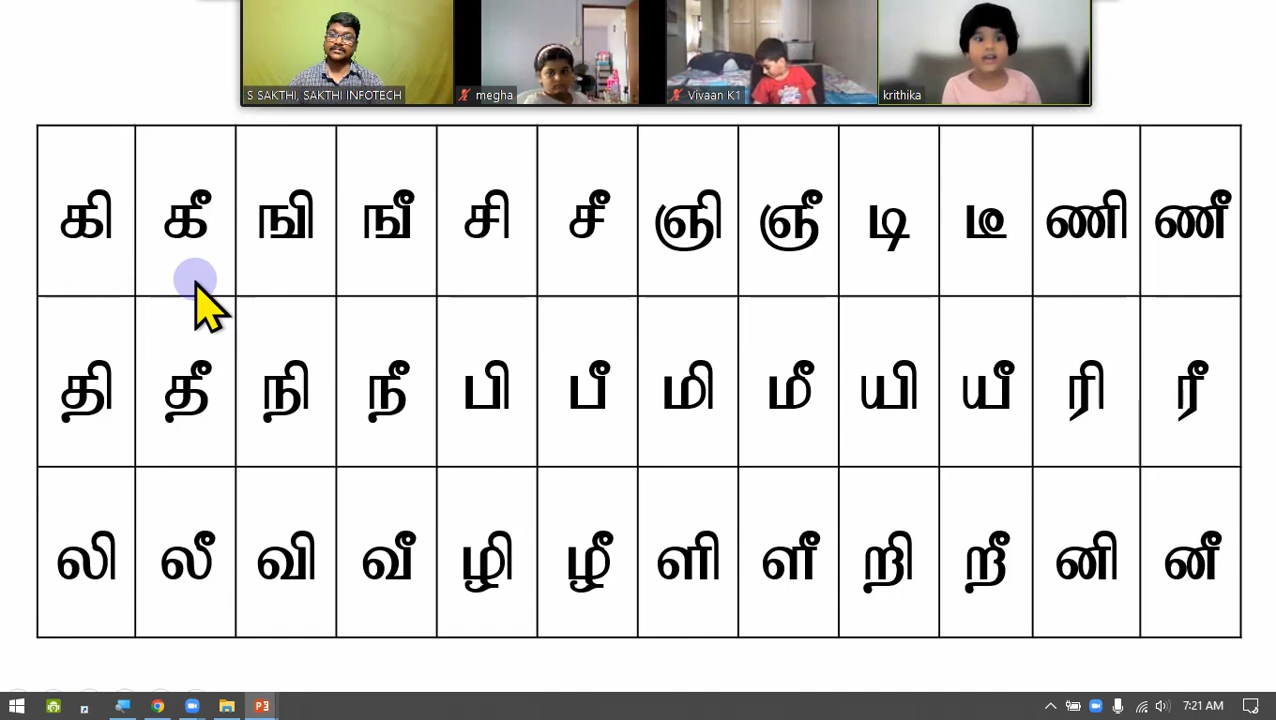 S SAKTHI, SAKTHI INFOTECH megha Vivaan K1 krithika
கி கீ ஙி ஙீ சி சீ ஞி ஞீ டி டீ ணி ணீ
தி தீ நி நீ பி பீ மி மீ யி யீ ரி ரீ
லி லீ வி வீ ழி ழீ ளி ளீ றி றீ னி னீ
7:21 AM